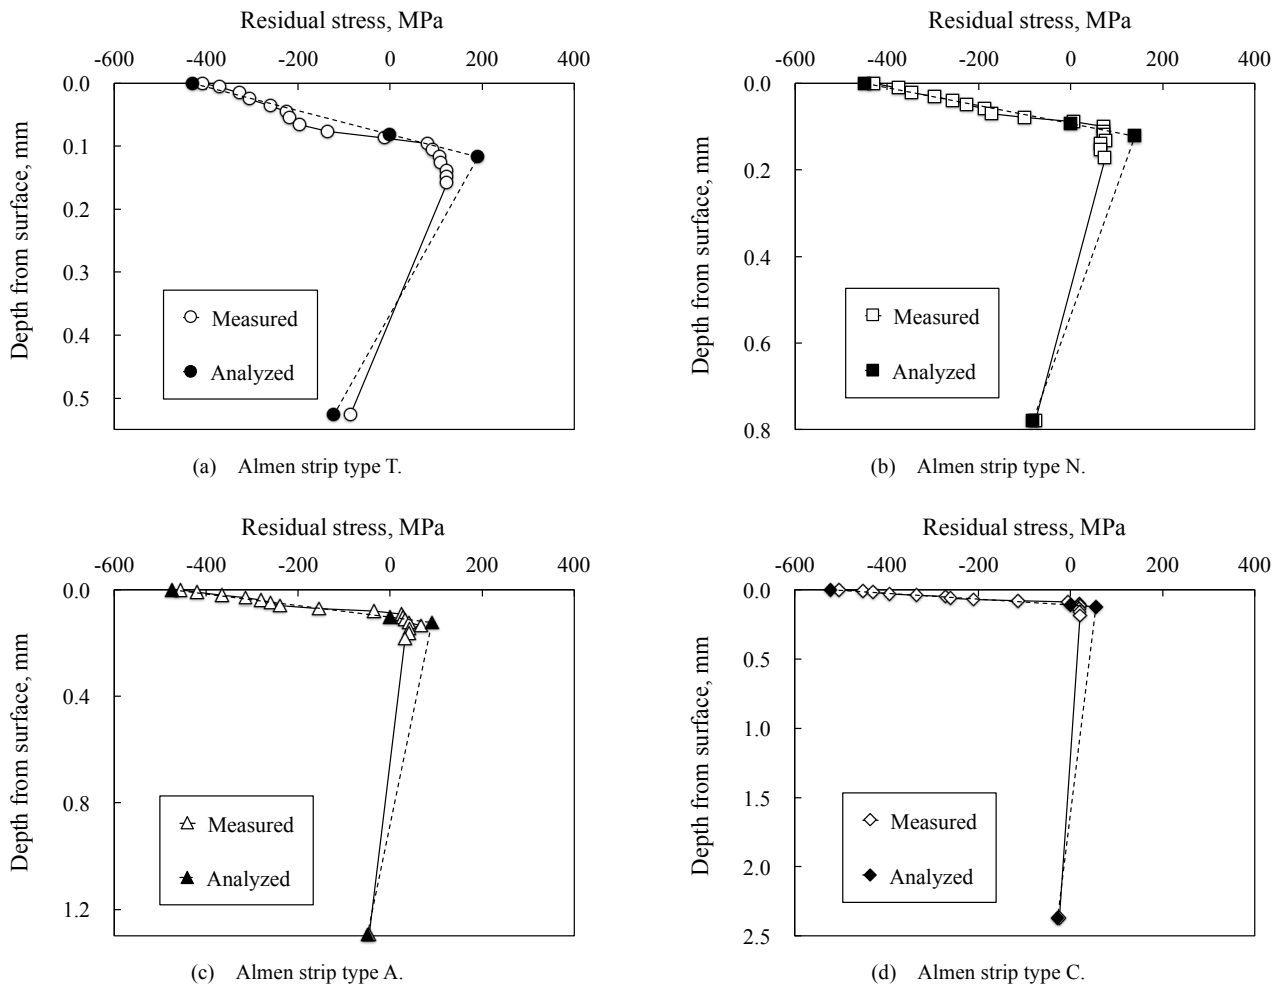 Residual stress, MPa
-600 -400 -200 0 200 400
0.0
0.1
0.2
0.3
0.4
0.5
Depth from surface, mm
Measured
Analyzed
(a) Almen strip type T.
Residual stress, MPa
-600 -400 -200 0 200 400
0.0
0.2
0.4
0.6
0.8
Depth from surface, mm
Measured
Analyzed
(b) Almen strip type N.
Residual stress, MPa
-600 -400 -200 0 200 400
0.0
0.4
0.8
1.2
Depth from surface, mm
Measured
Analyzed
(c) Almen strip type A.
Residual stress, MPa
-600 -400 -200 0 200 400
0.0
0.5
1.0
1.5
2.0
2.5
Depth from surface, mm
Measured
Analyzed
(d) Almen strip type C.